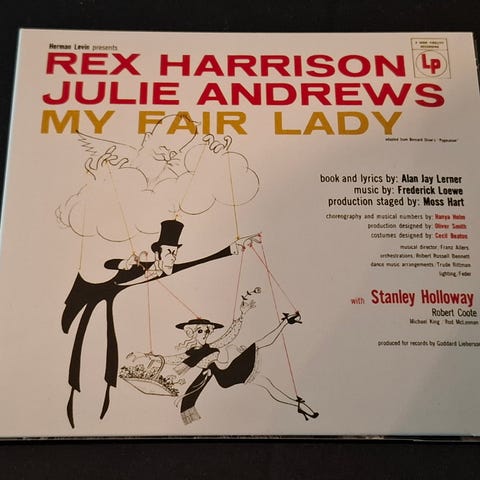 Herman Levin presents
LP
REX HARRISON
JULIE ANDREWS
MY FAIR LADY
adapted from Bernard Shaw's "Pygmalion"
book and lyrics by: Alan Jay Lerner
music by: Frederick Loewe
production staged by: Moss Hart
choreography and musical numbers by: Hanya Holm
production designed by: Oliver Smith
costumes designed by: Cecil Beaton
musical director, Franz Allers
orchestrations, Robert Russell Bennett
dance music arrangements, Trude Rittman
lighting, Feder
with Stanley Holloway
Robert Coote
Michael King / Rod McLennan
produced for records by Goddard Lieberson